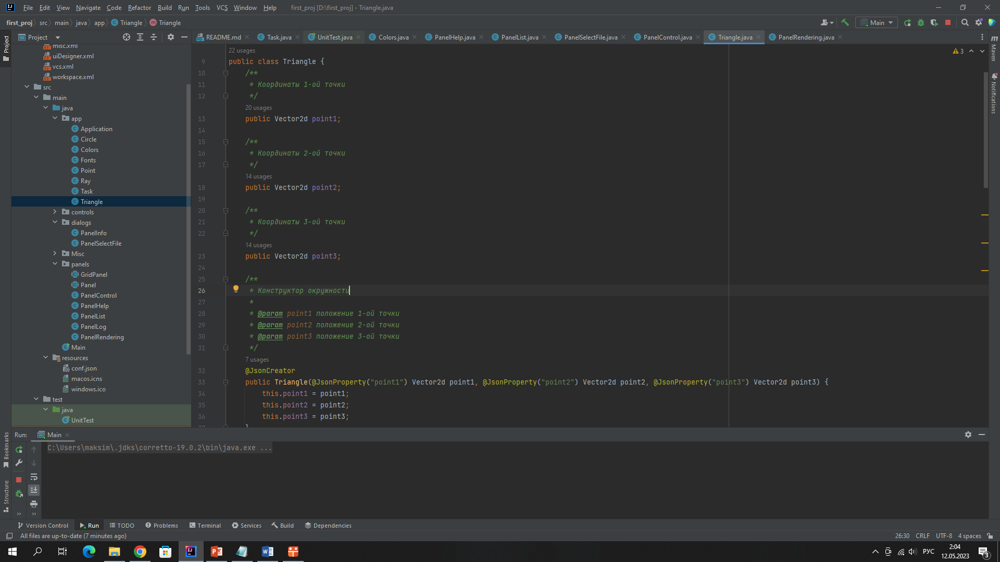 File Edit View Navigate Code Refactor Build Run Tools VCS Window Help first_proj [D:\first_proj] - Triangle.java
first_proj src main java app Triangle Triangle
Main
Project
README.md Task.java UnitTest.java Colors.java PanelHelp.java PanelList.java PanelSelectFile.java PanelControl.java Triangle.java PanelRendering.java
Project
misc.xml
uiDesigner.xml
vcs.xml
workspace.xml
src
main
java
app
Application
Circle
Colors
Fonts
Point
Ray
Task
Triangle
controls
dialogs
PanelInfo
PanelSelectFile
Misc
panels
GridPanel
Panel
PanelControl
PanelHelp
PanelList
PanelLog
PanelRendering
Main
resources
conf.json
macos.icns
windows.ico
test
java
UnitTest
22 usages
9 public class Triangle {
10 /**
11 * Координаты 1-ой точки
12 */
20 usages
13 public Vector2d point1;
14
15 /**
16 * Координаты 2-ой точки
17 */
14 usages
18 public Vector2d point2;
19
20 /**
21 * Координаты 3-ой точки
22 */
14 usages
23 public Vector2d point3;
24
25 /**
26 * Конструктор окружности
27 *
28 * @param point1 положение 1-ой точки
29 * @param point2 положение 2-ой точки
30 * @param point3 положение 3-ой точки
31 */
7 usages
32 @JsonCreator
33 public Triangle(@JsonProperty("point1") Vector2d point1, @JsonProperty("point2") Vector2d point2, @JsonProperty("point3") Vector2d point3) {
34 this.point1 = point1;
35 this.point2 = point2;
36 this.point3 = point3;
37 }
3
Maven
Notifications
Bookmarks
Structure
Run: Main
C:\Users\maksim\.jdks\corretto-19.0.2\bin\java.exe ...
Version Control Run TODO Problems Terminal Services Build Dependencies
All files are up-to-date (7 minutes ago) 26:30 CRLF UTF-8 4 spaces
РУС
2:04
12.05.2023
3